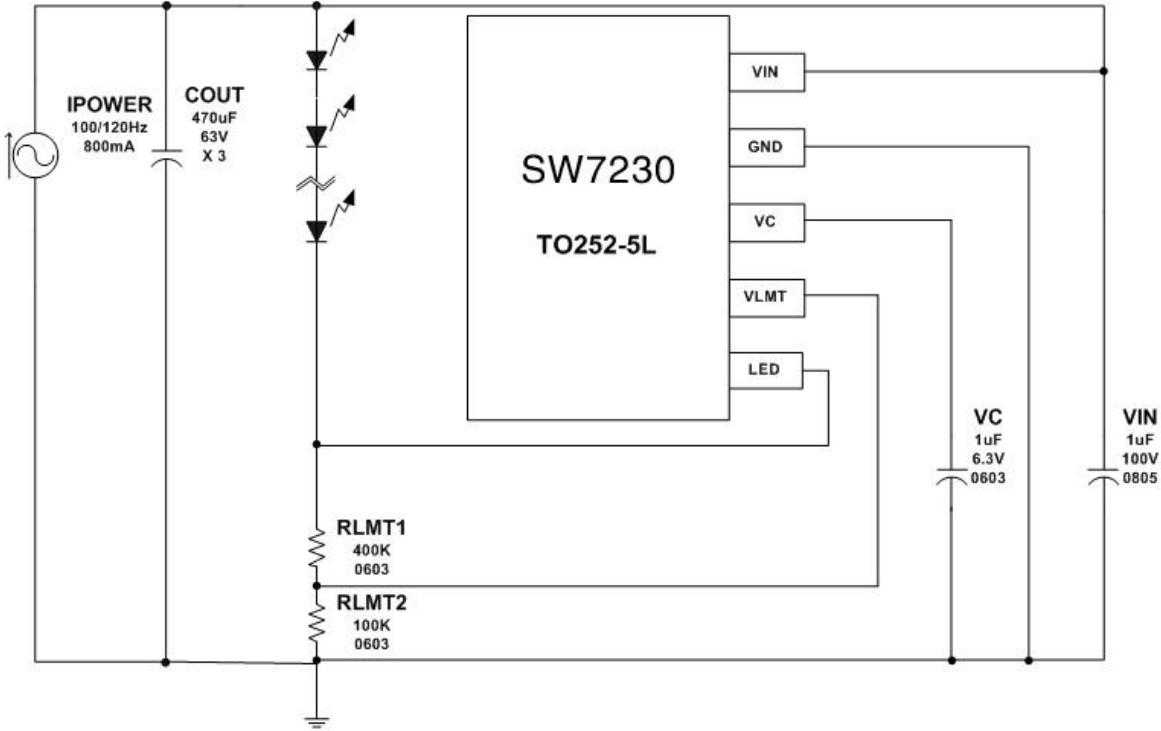 IPOWER
100/120Hz
800mA
COUT
470uF
63V
X 3
SW7230
TO252-5L
VIN
GND
VC
VLMT
LED
VC
1uF
6.3V
0603
VIN
1uF
100V
0805
RLMT1
400K
0603
RLMT2
100K
0603